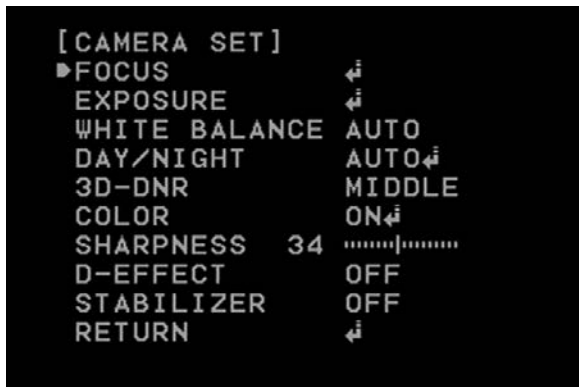 [CAMERA SET]
FOCUS ↲
EXPOSURE ↲
WHITE BALANCE AUTO
DAY/NIGHT AUTO↲
3D-DNR MIDDLE
COLOR ON↲
SHARPNESS 34
D-EFFECT OFF
STABILIZER OFF
RETURN ↲